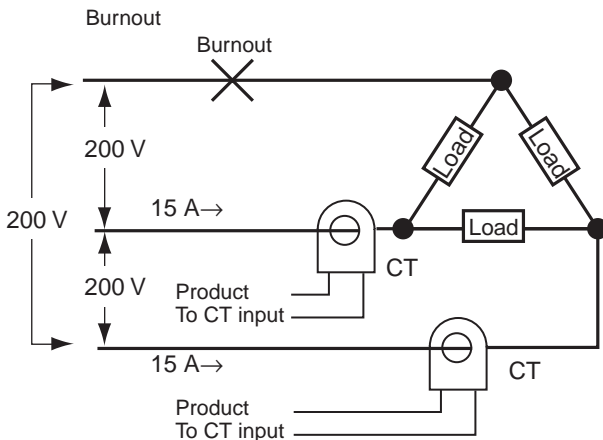 Burnout
Burnout
200 V
Load
Load
15 A→
200 V
Load
200 V
CT
Product
To CT input
15 A→
CT
Product
To CT input